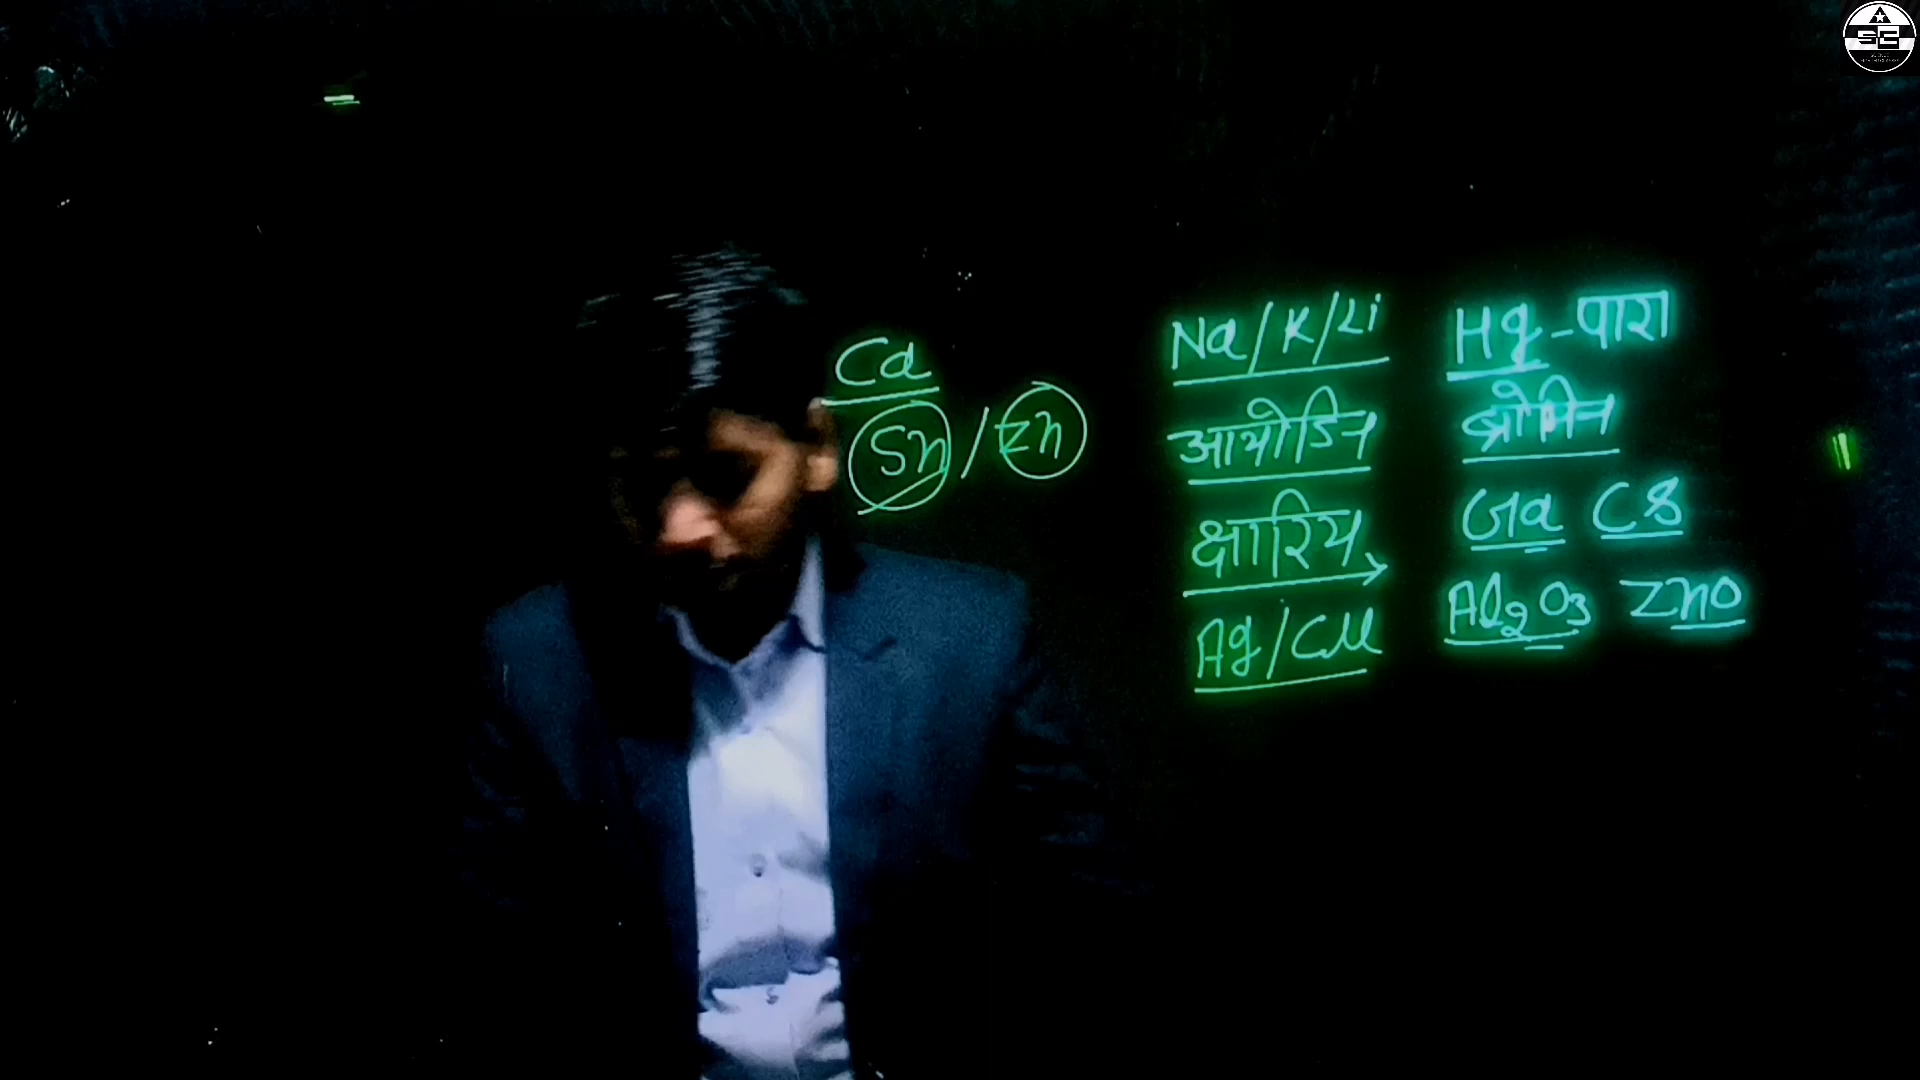 Ca
Sn / Zn
Na / K / Li
आयोडिन
क्षारिय
Ag / Cu
Hg - पारा
ब्रोमिन
Ga Cs
Al2O3 ZnO